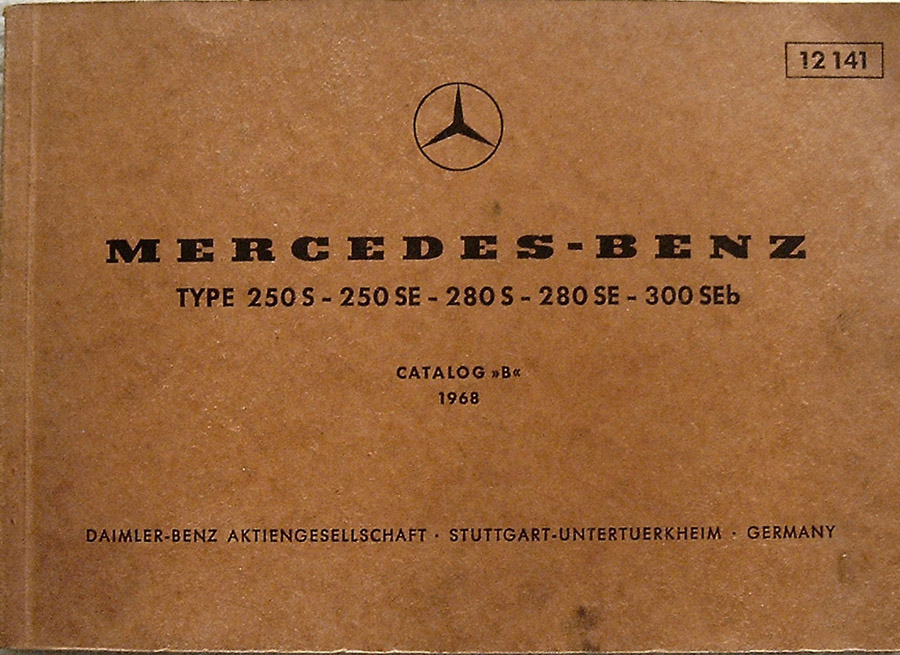 12 141
MERCEDES-BENZ
TYPE 250 S - 250 SE - 280 S - 280 SE - 300 SEb
CATALOG »B«
1968
DAIMLER-BENZ AKTIENGESELLSCHAFT · STUTTGART-UNTERTUERKHEIM · GERMANY